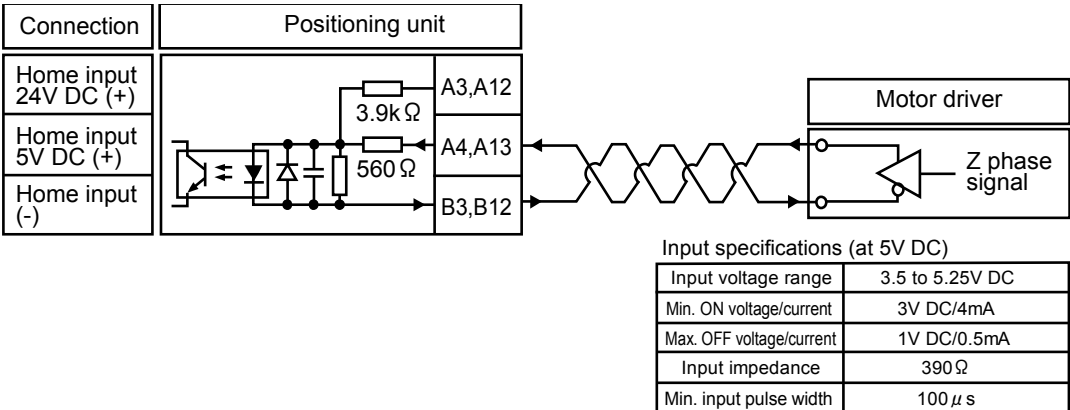 Connection
Positioning unit
Home input
24V DC (+)
Home input
5V DC (+)
Home input
(-)
3.9kΩ
560Ω
A3,A12
A4,A13
B3,B12
Motor driver
Z phase
signal
Input specifications (at 5V DC)
Input voltage range 3.5 to 5.25V DC
Min. ON voltage/current 3V DC/4mA
Max. OFF voltage/current 1V DC/0.5mA
Input impedance 390Ω
Min. input pulse width 100μs